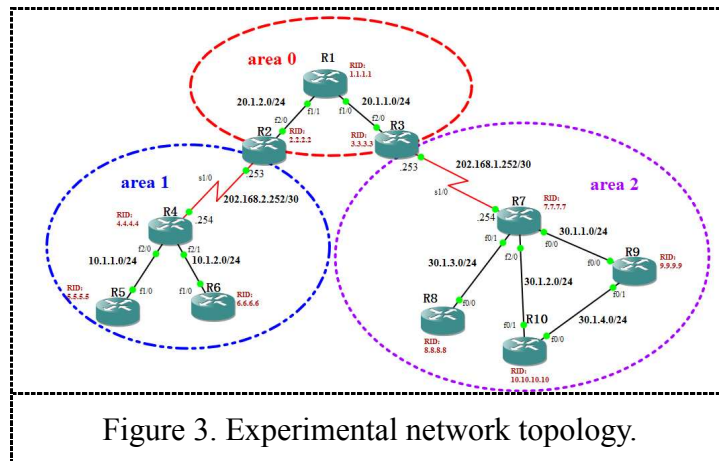 area 0
R1
RID:
1.1.1.1
20.1.2.0/24
f1/1
f1/0
20.1.1.0/24
f2/0
f2/0
R2
RID:
2.2.2.2
R3
RID:
3.3.3.3
.253
.253
area 1
s1/0
202.168.2.252/30
202.168.1.252/30
area 2
s1/0
R4
RID:
4.4.4.4
.254
.254
R7
RID:
7.7.7.7
f2/0
f2/1
10.1.1.0/24
10.1.2.0/24
f0/1
f2/0
f0/0
30.1.1.0/24
R9
RID:
9.9.9.9
f0/0
f0/1
30.1.3.0/24
30.1.2.0/24
30.1.4.0/24
RID:
5.5.5.5
R5
f1/0
f1/0
R6
RID:
6.6.6.6
R8
f0/0
RID:
8.8.8.8
f0/1
R10
f0/0
RID:
10.10.10.10
Figure 3. Experimental network topology.